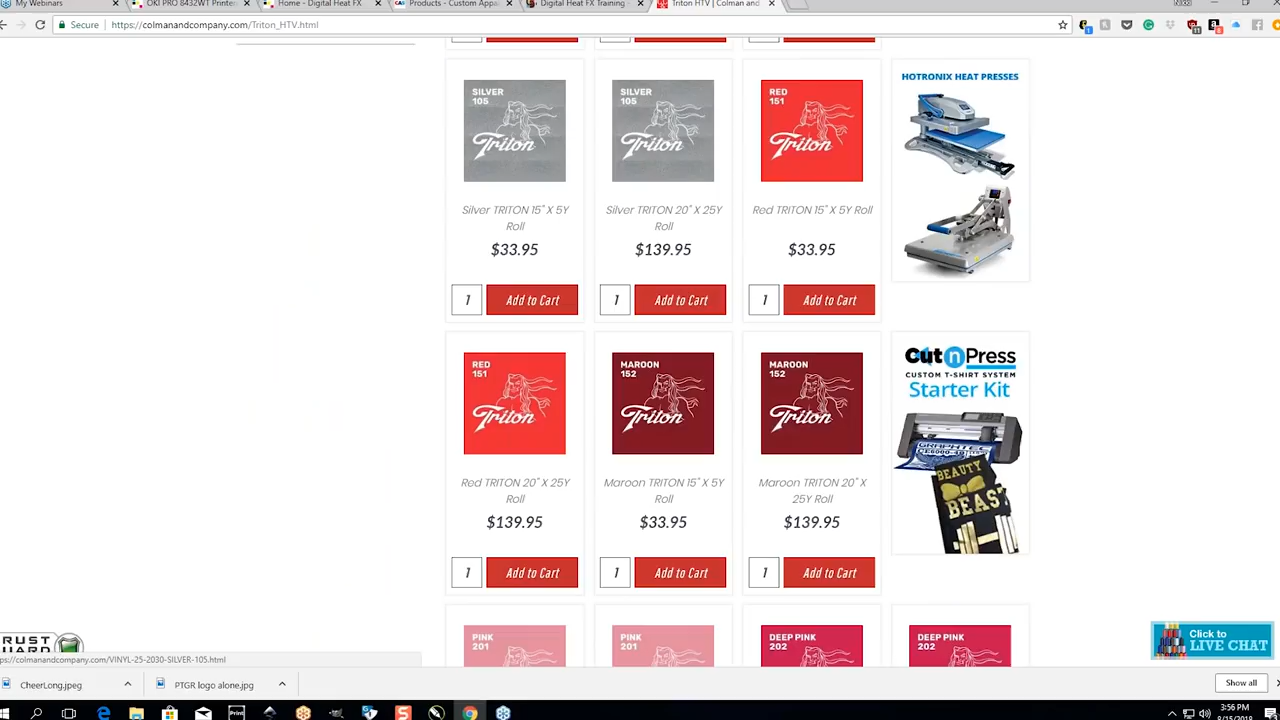 My Webinars
OKI PRO 8432WT Printer
Home - Digital Heat FX
Products - Custom Appa
Digital Heat FX Training
Triton HTV | Colman and
Secure
https://colmanandcompany.com/Triton_HTV.html
SILVER
105
Triton
Silver TRITON 15" X 5Y
Roll
$33.95
1
Add to Cart
SILVER
105
Triton
Silver TRITON 20" X 25Y
Roll
$139.95
1
Add to Cart
RED
151
Triton
Red TRITON 15" X 5Y Roll
$33.95
1
Add to Cart
HOTRONIX HEAT PRESSES
RED
151
Triton
Red TRITON 20" X 25Y
Roll
$139.95
1
Add to Cart
MAROON
152
Triton
Maroon TRITON 15" X 5Y
Roll
$33.95
1
Add to Cart
MAROON
152
Triton
Maroon TRITON 20" X
25Y Roll
$139.95
1
Add to Cart
Cut n Press
CUSTOM T-SHIRT SYSTEM
Starter Kit
GRAPHTEC
CE6000
BEAUTY
BEAST
PINK
201
PINK
201
DEEP PINK
202
DEEP PINK
202
Click to
LIVE CHAT
RUST
UARD
ps://colmanandcompany.com/VINYL-25-2030-SILVER-105.html
CheerLong.jpeg
PTGR logo alone.jpg
Show all
Print
3:56 PM
8/15/2018